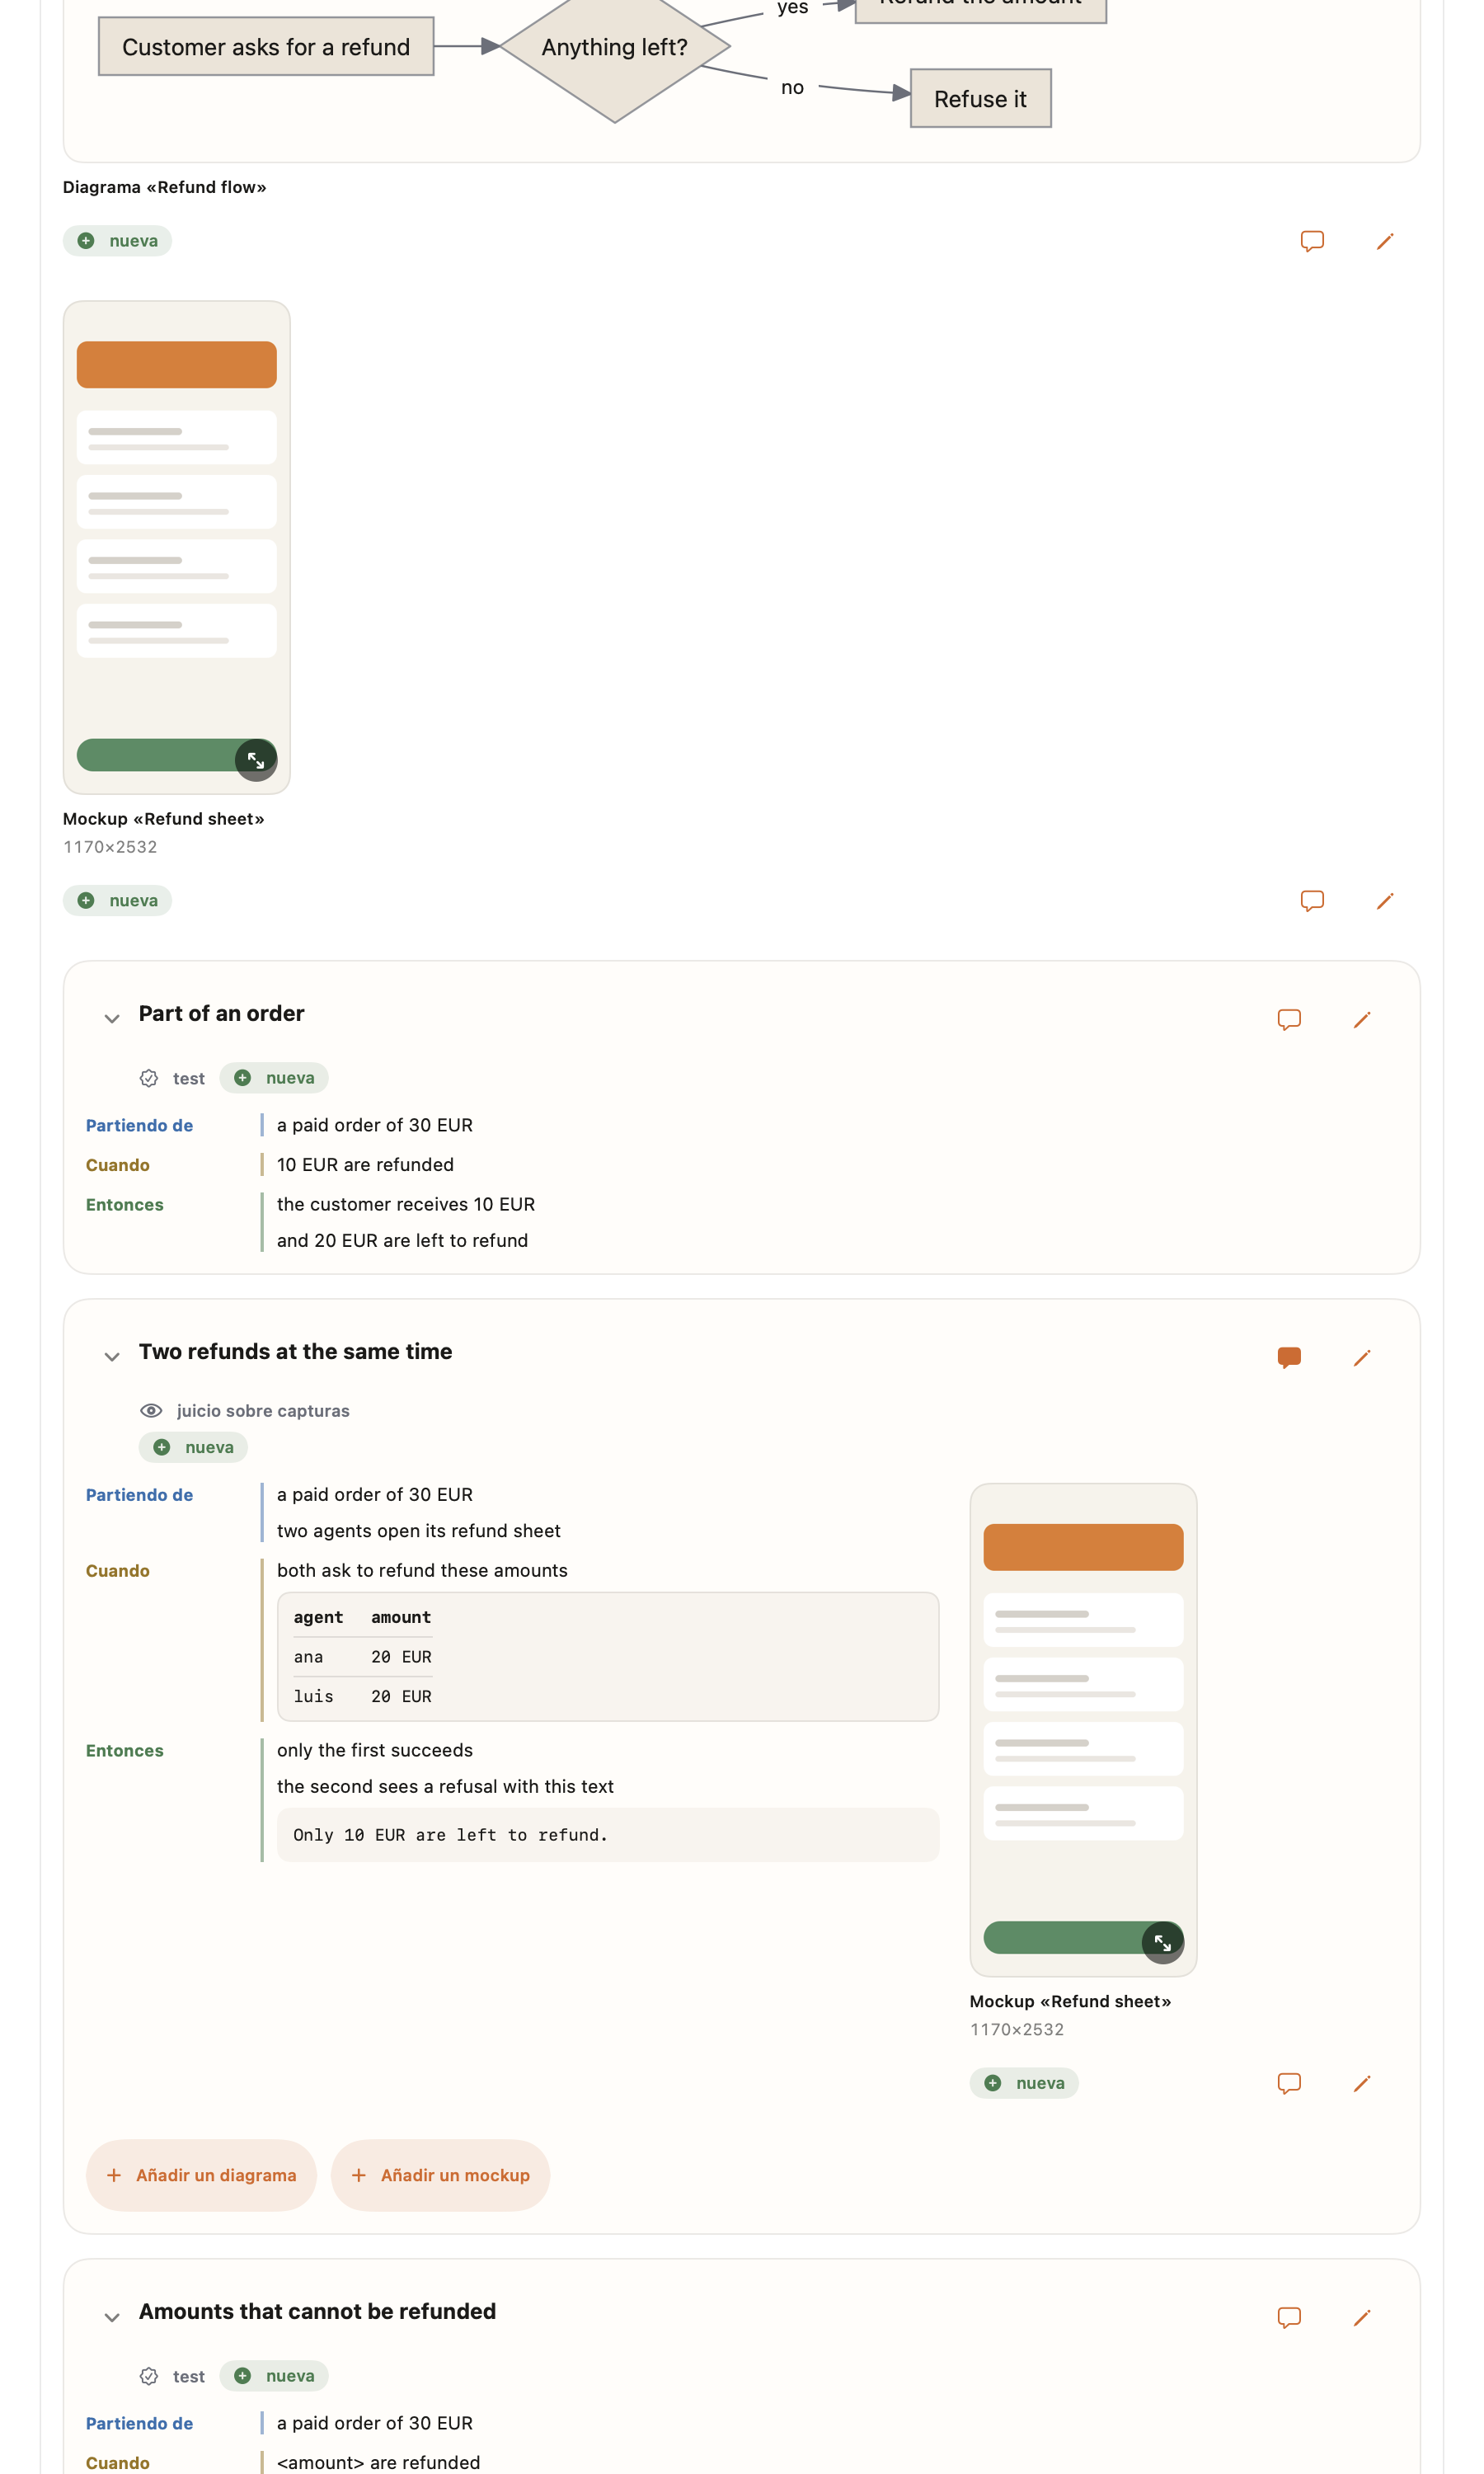 yes
Customer asks for a refund
Anything left?
no
Refuse it
Diagrama «Refund flow»
nueva
Mockup «Refund sheet»
1170×2532
nueva
Part of an order
test
nueva
Partiendo de
a paid order of 30 EUR
Cuando
10 EUR are refunded
Entonces
the customer receives 10 EUR
and 20 EUR are left to refund
Two refunds at the same time
juicio sobre capturas
nueva
Partiendo de
a paid order of 30 EUR
two agents open its refund sheet
Cuando
both ask to refund these amounts
agent amount
ana 20 EUR
luis 20 EUR
Entonces
only the first succeeds
the second sees a refusal with this text
Only 10 EUR are left to refund.
Mockup «Refund sheet»
1170×2532
nueva
Añadir un diagrama
Añadir un mockup
Amounts that cannot be refunded
test
nueva
Partiendo de
a paid order of 30 EUR
Cuando
<amount> are refunded